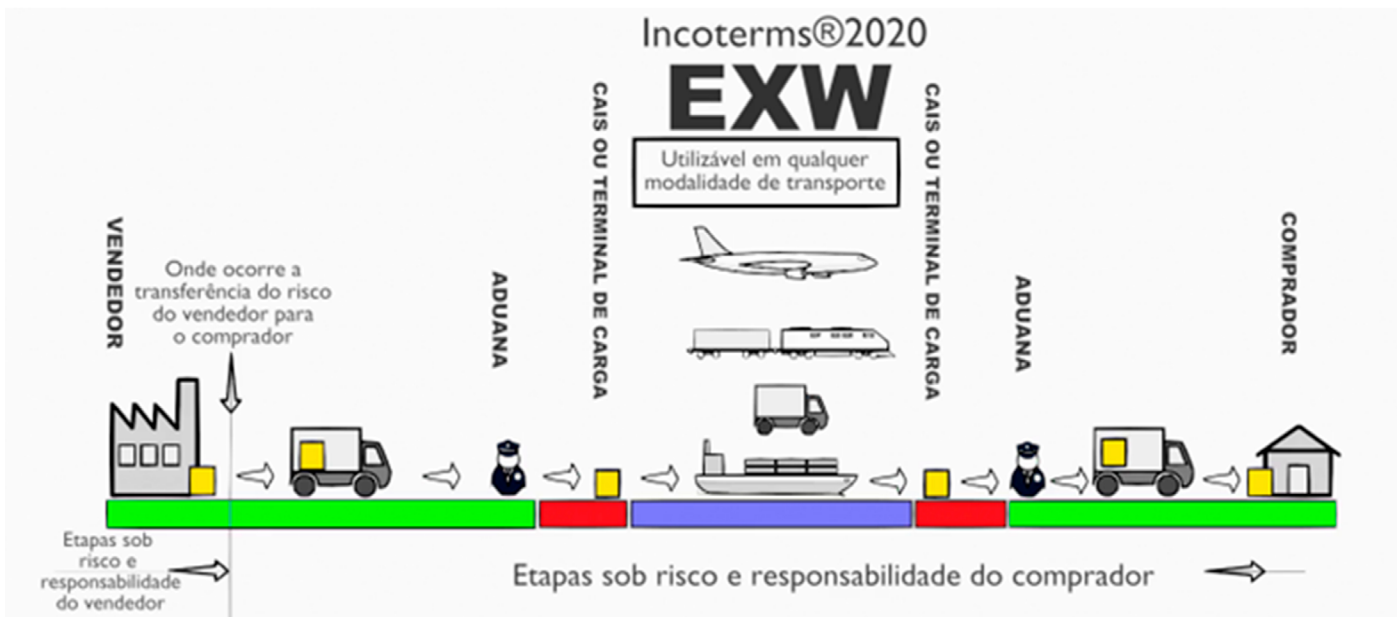 Incoterms®2020
EXW
Utilizável em qualquer
modalidade de transporte
CAIS OU TERMINAL DE CARGA
CAIS OU TERMINAL DE CARGA
VENDEDOR
Onde ocorre a
transferência do risco
do vendedor para
o comprador
ADUANA
ADUANA
COMPRADOR
Etapas sob
risco e
responsabilidade
do vendedor
Etapas sob risco e responsabilidade do comprador